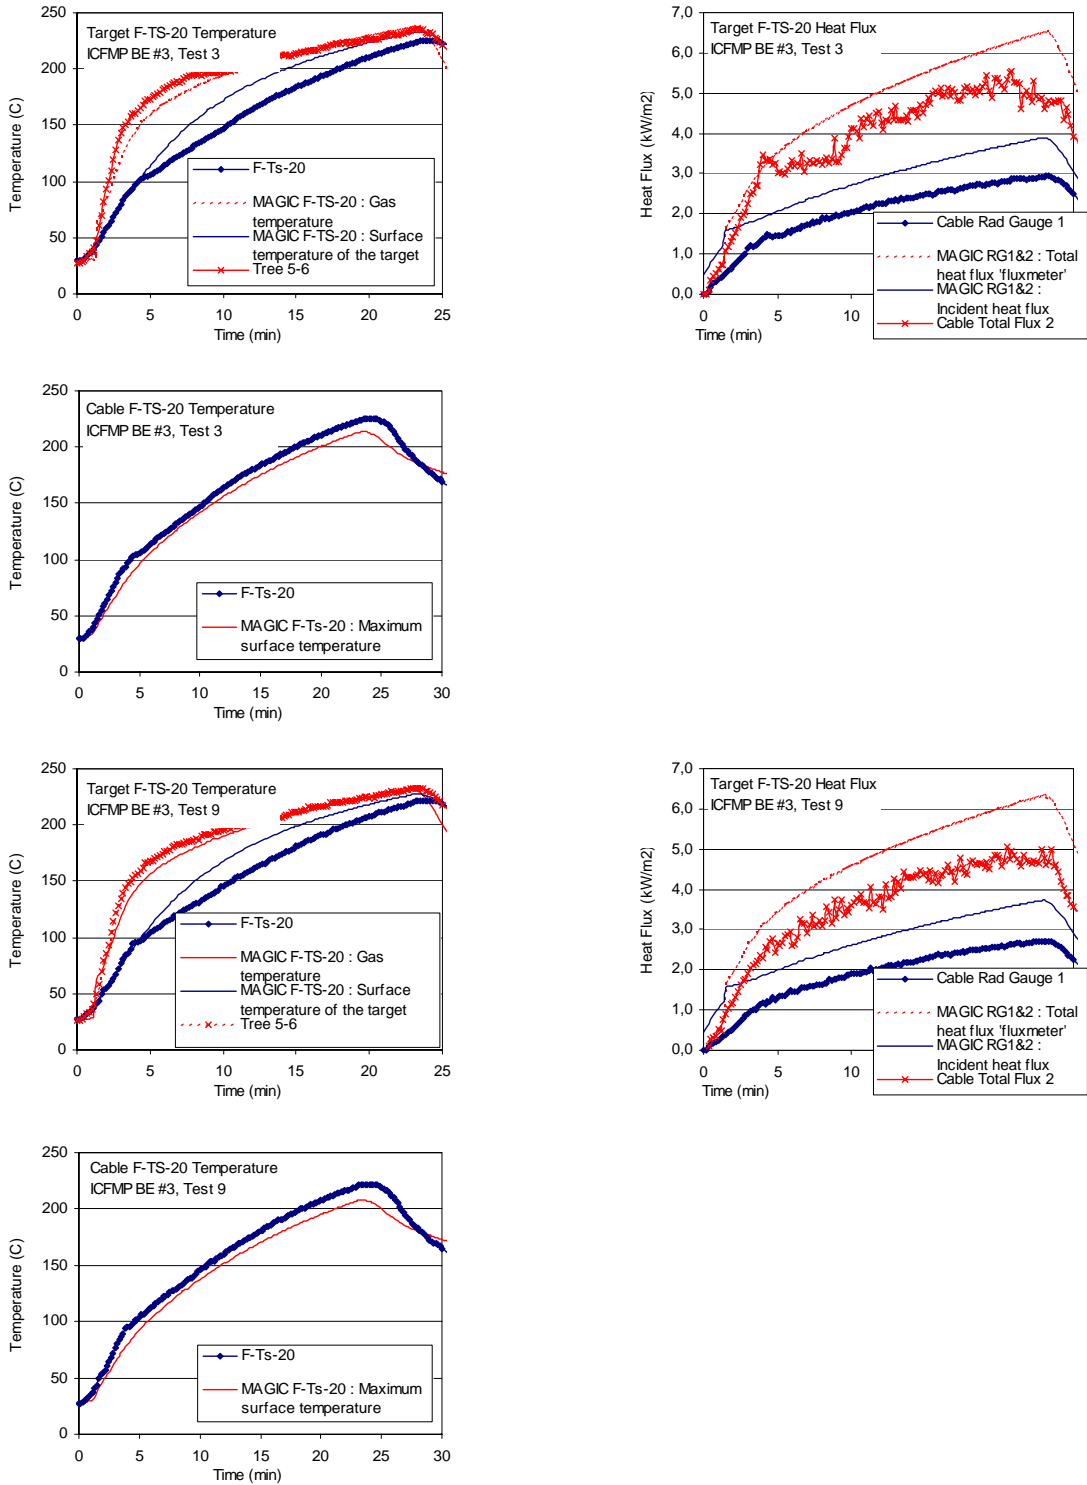 Target F-TS-20 Temperature
ICFMP BE #3, Test 3
Temperature (C)
250
200
150
100
50
0
0 5 10 15 20 25
Time (min)
F-Ts-20
MAGIC F-TS-20 : Gas
temperature
MAGIC F-TS-20 : Surface
temperature of the target
Tree 5-6
Target F-TS-20 Heat Flux
ICFMP BE #3, Test 3
Heat Flux (kW/m2)
7,0
6,0
5,0
4,0
3,0
2,0
1,0
0,0
0 5 10
Time (min)
Cable Rad Gauge 1
MAGIC RG1&2 : Total
heat flux 'fluxmeter'
MAGIC RG1&2 :
Incident heat flux
Cable Total Flux 2
Cable F-TS-20 Temperature
ICFMP BE #3, Test 3
Temperature (C)
250
200
150
100
50
0
0 5 10 15 20 25 30
Time (min)
F-Ts-20
MAGIC F-Ts-20 : Maximum
surface temperature
Target F-TS-20 Temperature
ICFMP BE #3, Test 9
Temperature (C)
250
200
150
100
50
0
0 5 10 15 20 25
Time (min)
F-Ts-20
MAGIC F-TS-20 : Gas
temperature
MAGIC F-TS-20 : Surface
temperature of the target
Tree 5-6
Target F-TS-20 Heat Flux
ICFMP BE #3, Test 9
Heat Flux (kW/m2)
7,0
6,0
5,0
4,0
3,0
2,0
1,0
0,0
0 5 10
Time (min)
Cable Rad Gauge 1
MAGIC RG1&2 : Total
heat flux 'fluxmeter'
MAGIC RG1&2 :
Incident heat flux
Cable Total Flux 2
Cable F-TS-20 Temperature
ICFMP BE #3, Test 9
Temperature (C)
250
200
150
100
50
0
0 5 10 15 20 25 30
Time (min)
F-Ts-20
MAGIC F-Ts-20 : Maximum
surface temperature